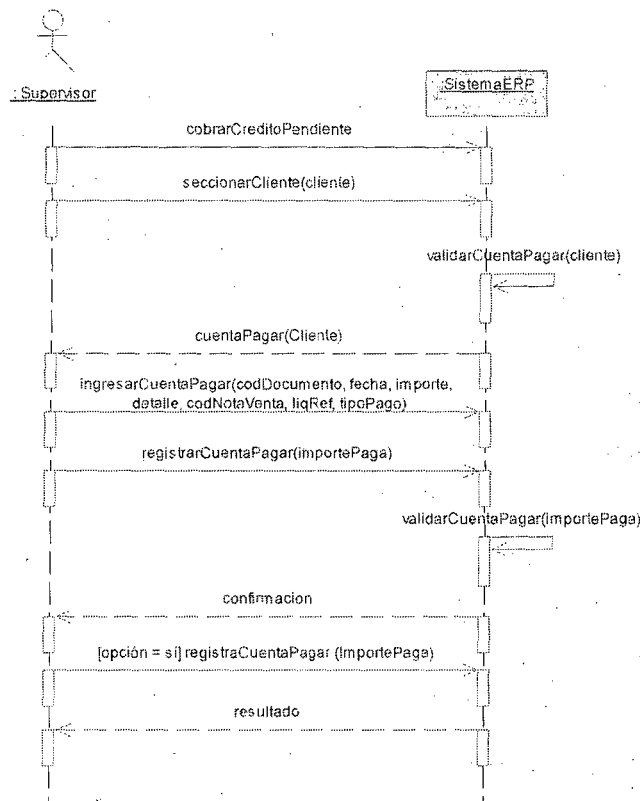 : Supervisor
SistemaERP
cobrarCreditoPendiente
seccionarCliente(cliente)
validarCuentaPagar(cliente)
cuentaPagar(Cliente)
ingresarCuentaPagar(codDocumento, fecha, importe,
detalle, codNotaVenta, liqRef, tipoPago)
registrarCuentaPagar(importePaga)
validarCuentaPagar(importePaga)
confirmacion
[opción = si] registraCuentaPagar (ImportePaga)
resultado